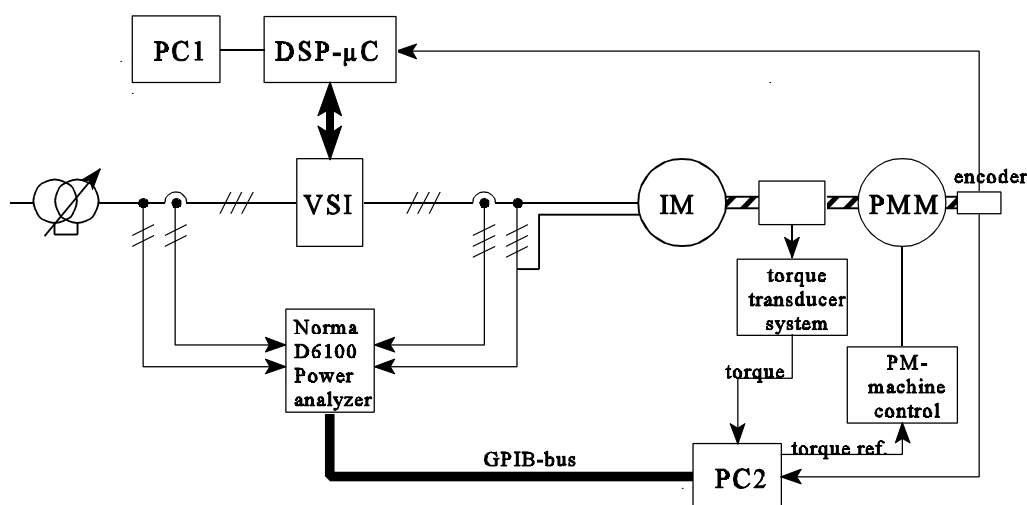 PC1
DSP-µC
encoder
VSI
IM
PMM
torque
transducer
system
Norma
D6100
Power
analyzer
torque
PM-
machine
control
torque ref.
GPIB-bus
PC2